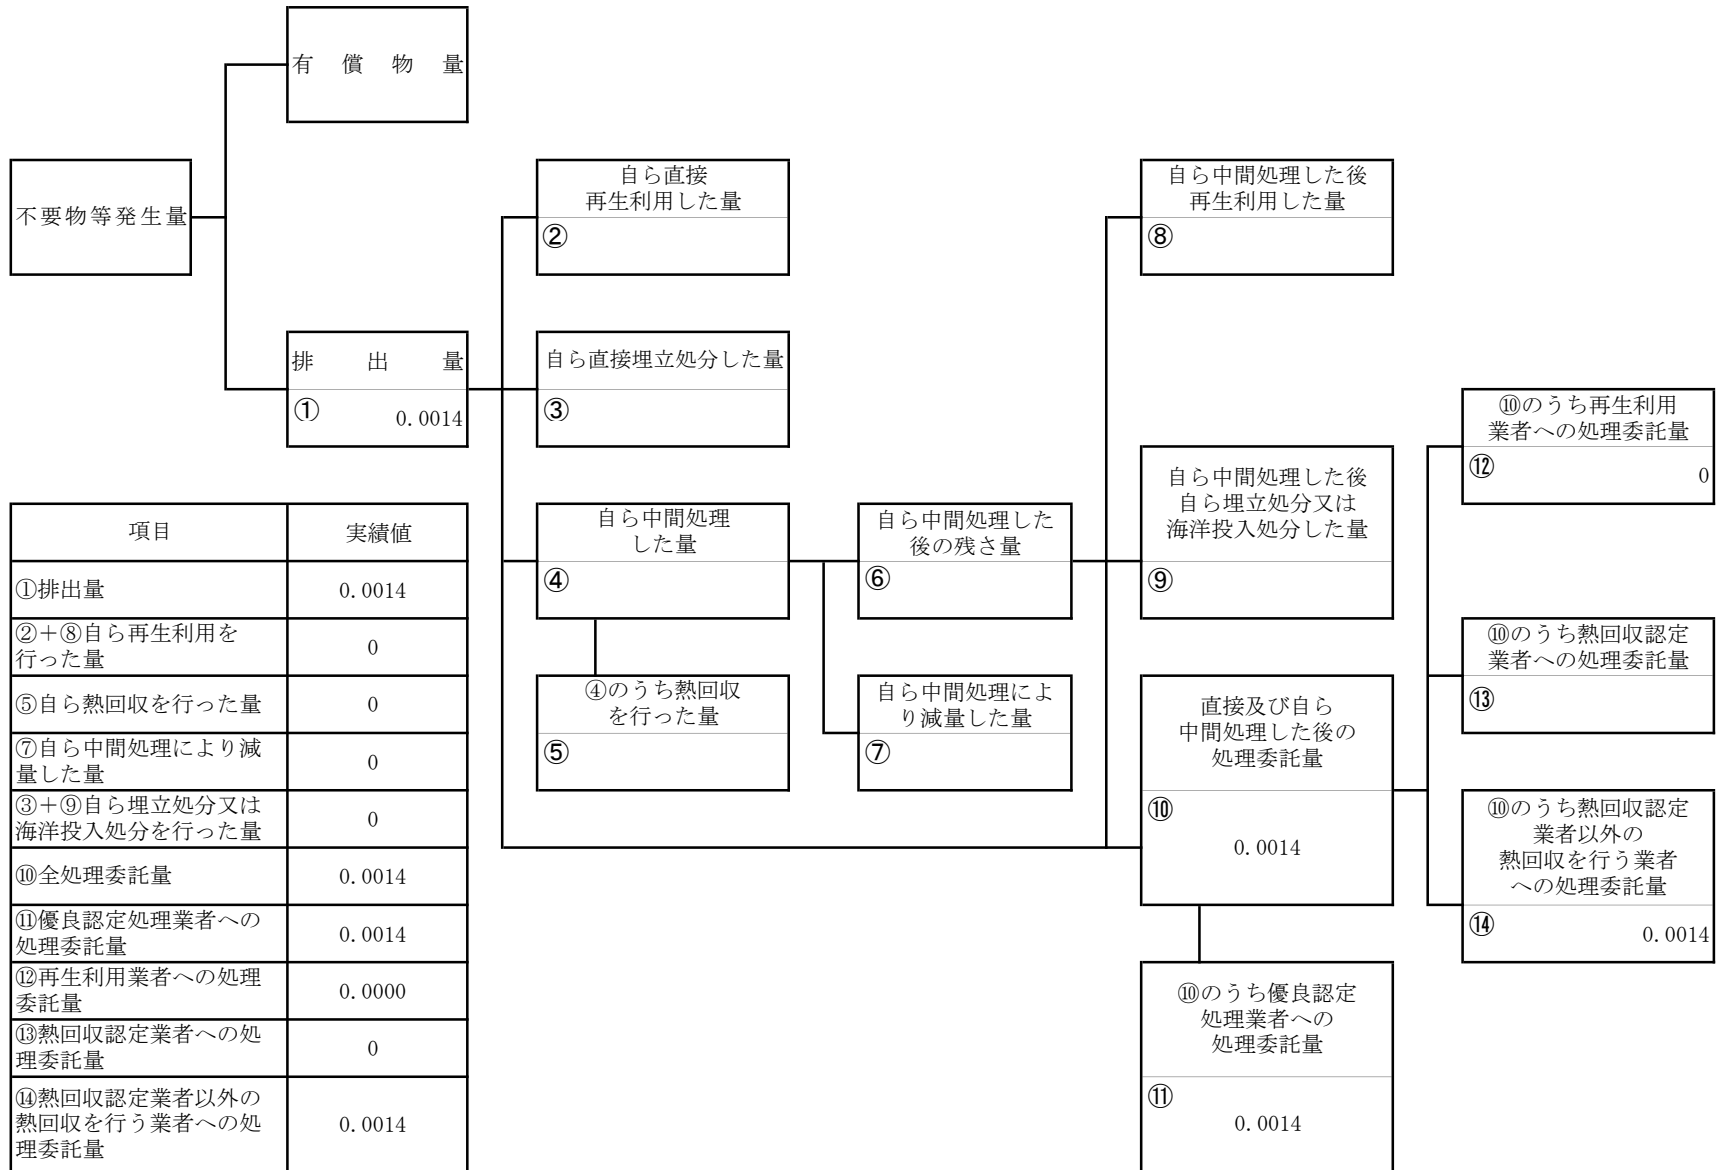 有償物量
不要物等発生量
排出量
①
0.0014
自ら直接
再生利用した量
②
自ら直接埋立処分した量
③
自ら中間処理
した量
④
④のうち熱回収
を行った量
⑤
自ら中間処理した
後の残さ量
⑥
自ら中間処理によ
り減量した量
⑦
自ら中間処理した後
再生利用した量
⑧
自ら中間処理した後
自ら埋立処分又は
海洋投入処分した量
⑨
直接及び自ら
中間処理した後の
処理委託量
⑩
0.0014
⑩のうち優良認定
処理業者への
処理委託量
⑪
0.0014
⑩のうち再生利用
業者への処理委託量
⑫
0
⑩のうち熱回収認定
業者への処理委託量
⑬
⑩のうち熱回収認定
業者以外の
熱回収を行う業者
への処理委託量
⑭
0.0014
項目 実績値
①排出量 0.0014
②+⑧自ら再生利用を
行った量
0
⑤自ら熱回収を行った量 0
⑦自ら中間処理により減
量した量
0
③+⑨自ら埋立処分又は
海洋投入処分を行った量
0
⑩全処理委託量 0.0014
⑪優良認定処理業者への
処理委託量
0.0014
⑫再生利用業者への処理
委託量
0.0000
⑬熱回収認定業者への処
理委託量
0
⑭熱回収認定業者以外の
熱回収を行う業者への処
理委託量
0.0014